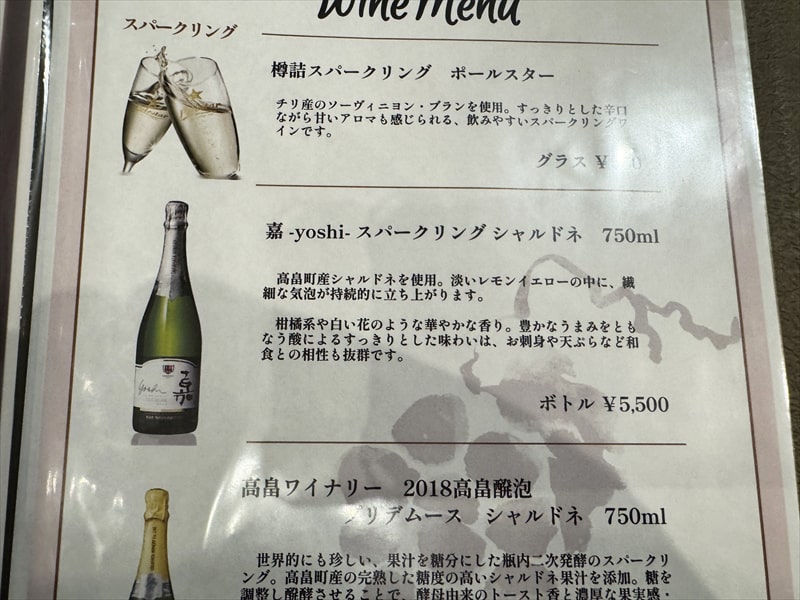 Wine Menu
スパークリング
樽詰スパークリング　ポールスター
チリ産のソーヴィニヨン・ブランを使用。すっきりとした辛口
ながら甘いアロマも感じられる、飲みやすいスパークリングワ
インです。
グラス ¥
嘉 -yoshi- スパークリング シャルドネ　750ml
高畠町産シャルドネを使用。淡いレモンイエローの中に、繊
細な気泡が持続的に立ち上がります。
柑橘系や白い花のような華やかな香り。豊かなうまみをとも
なう酸によるすっきりとした味わいは、お刺身や天ぷらなど和
食との相性も抜群です。
yoshi 嘉
ボトル ¥5,500
高畠ワイナリー　2018高畠醗泡
プリデムース　シャルドネ　750ml
世界的にも珍しい、果汁を糖分にした瓶内二次発酵のスパークリ
ング。高畠町産の完熟した糖度の高いシャルドネ果汁を添加。糖を
調整し醗酵させることで、酵母由来のトースト香と濃厚な果実感・